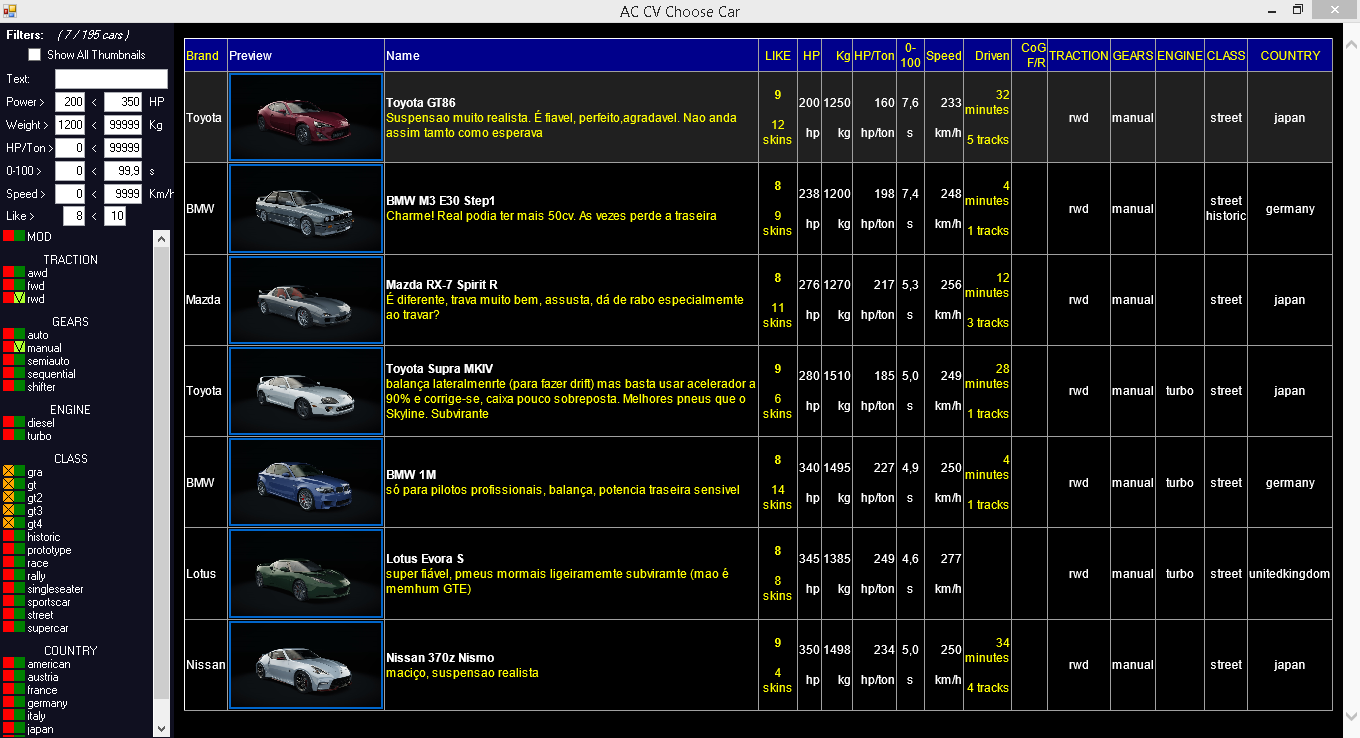 AC CV Choose Car
Filters: ( 7 / 195 cars )
Show All Thumbnails
Text:
Power > 200 < 350 HP
Weight > 1200 < 99999 Kg
HP/Ton > 0 < 99999
0-100 > 0 < 99,9 s
Speed > 0 < 9999 Km/h
Like > 8 < 10
MOD
TRACTION
awd
fwd
rwd
GEARS
auto
manual
semiauto
sequential
shifter
ENGINE
diesel
turbo
CLASS
gra
gt
gt2
gt3
gt4
historic
prototype
race
rally
singleseater
sportscar
street
supercar
COUNTRY
american
austria
france
germany
italy
japan
Brand Preview Name LIKE HP Kg HP/Ton 0-100 Speed Driven CoG F/R TRACTION GEARS ENGINE CLASS COUNTRY
Toyota
Toyota GT86
Suspensao muito realista. É fiavel, perfeito,agradavel. Nao anda
assim tamto como esperava
9
12 skins
200 hp
1250 kg
160 hp/ton
7,6 s
233 km/h
32 minutes
5 tracks
rwd
manual
street
japan
BMW
BMW M3 E30 Step1
Charme! Real podia ter mais 50cv. As vezes perde a traseira
8
9 skins
238 hp
1200 kg
198 hp/ton
7,4 s
248 km/h
4 minutes
1 tracks
rwd
manual
street historic
germany
Mazda
Mazda RX-7 Spirit R
É diferente, trava muito bem, assusta, dá de rabo especialmemte
ao travar?
8
11 skins
276 hp
1270 kg
217 hp/ton
5,3 s
256 km/h
12 minutes
3 tracks
rwd
manual
street
japan
Toyota
Toyota Supra MKIV
balança lateralmenrte (para fazer drift) mas basta usar acelerador a
90% e corrige-se, caixa pouco sobreposta. Melhores pneus que o
Skyline. Subvirante
9
6 skins
280 hp
1510 kg
185 hp/ton
5,0 s
249 km/h
28 minutes
1 tracks
rwd
manual
turbo
street
japan
BMW
BMW 1M
só para pilotos profissionais, balança, potencia traseira sensivel
8
14 skins
340 hp
1495 kg
227 hp/ton
4,9 s
250 km/h
4 minutes
1 tracks
rwd
manual
turbo
street
germany
Lotus
Lotus Evora S
super fiável, pmeus mormais ligeiramemte subviramte (mao é
memhum GTE)
8
8 skins
345 hp
1385 kg
249 hp/ton
4,6 s
277 km/h
rwd
manual
turbo
street
unitedkingdom
Nissan
Nissan 370z Nismo
maciço, suspensao realista
9
4 skins
350 hp
1498 kg
234 hp/ton
5,0 s
250 km/h
34 minutes
4 tracks
rwd
manual
street
japan